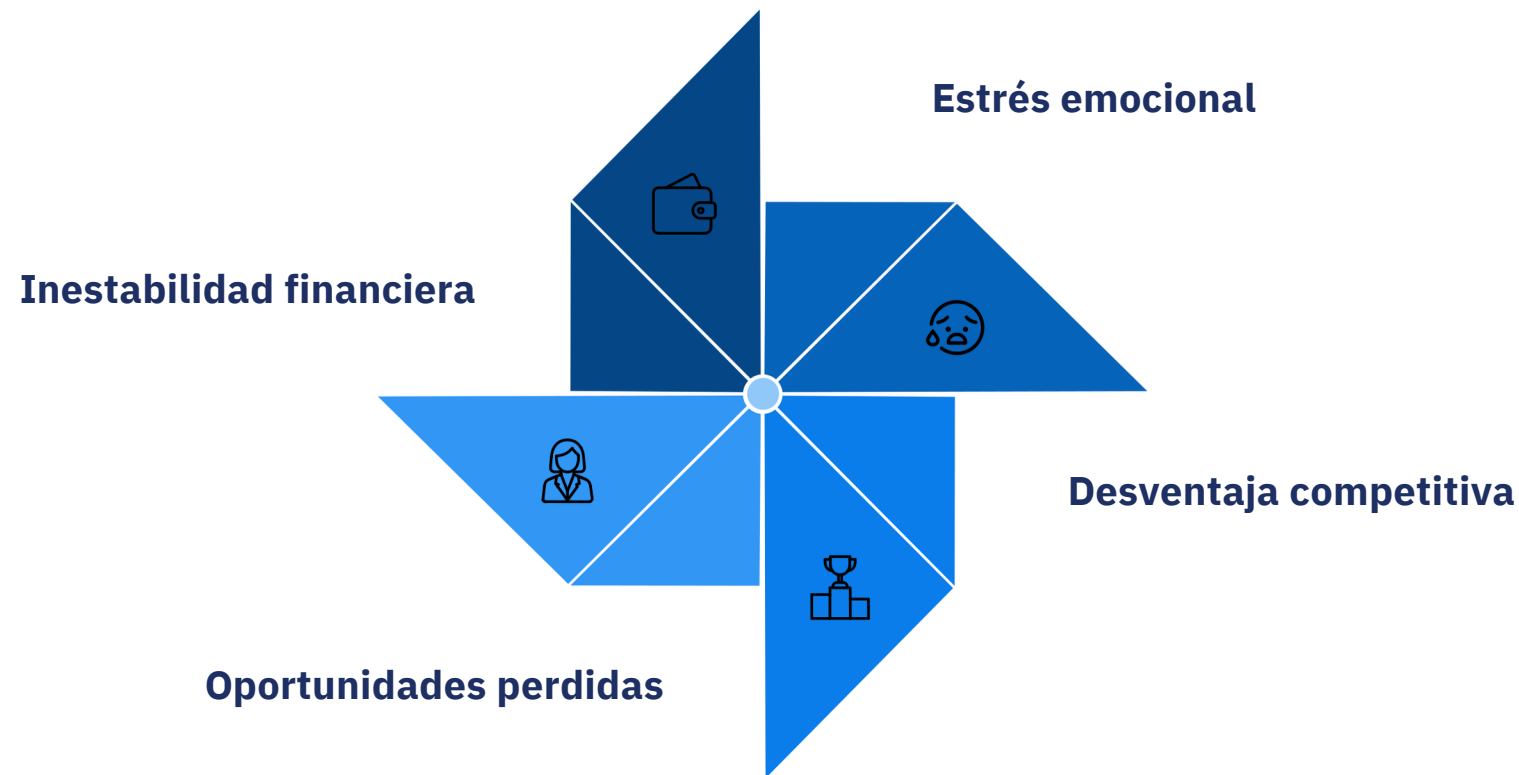 Estrés emocional
Inestabilidad financiera
Desventaja competitiva
Oportunidades perdidas